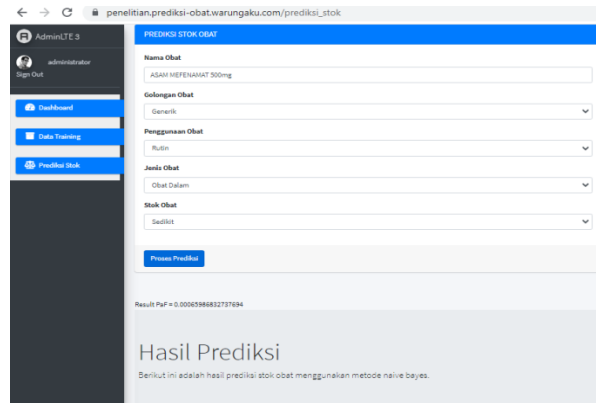 penelitian.prediksi-obat.warungaku.com/prediksi_stok
AdminLTE 3
administrator
Sign Out
Dashboard
Data Training
Prediksi Stok
PREDIKSI STOK OBAT
Nama Obat
ASAM MEFENAMAT 500mg
Golongan Obat
Generik
Penggunaan Obat
Rutin
Jenis Obat
Obat Dalam
Stok Obat
Sedikit
Proses Prediksi
Result PaF = 0.00065986832737694
Hasil Prediksi
Berikut ini adalah hasil prediksi stok obat menggunakan metode naive bayes.